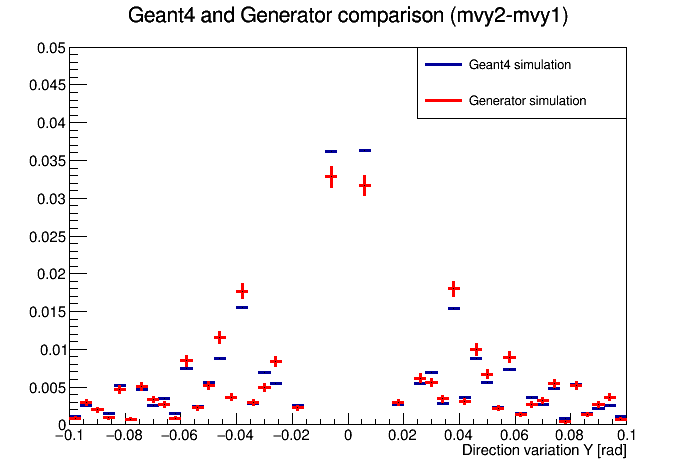 Geant4 and Generator comparison (mvy2-mvy1)
0.05
Geant4 simulation
0.045
Generator simulation
0.04
0.035
0.03
0.025
0.02
0.015
0.01
0.005
0
−0.1 −0.08 −0.06 −0.04 −0.02 0 0.02 0.04 0.06 0.08 0.1
Direction variation Y [rad]